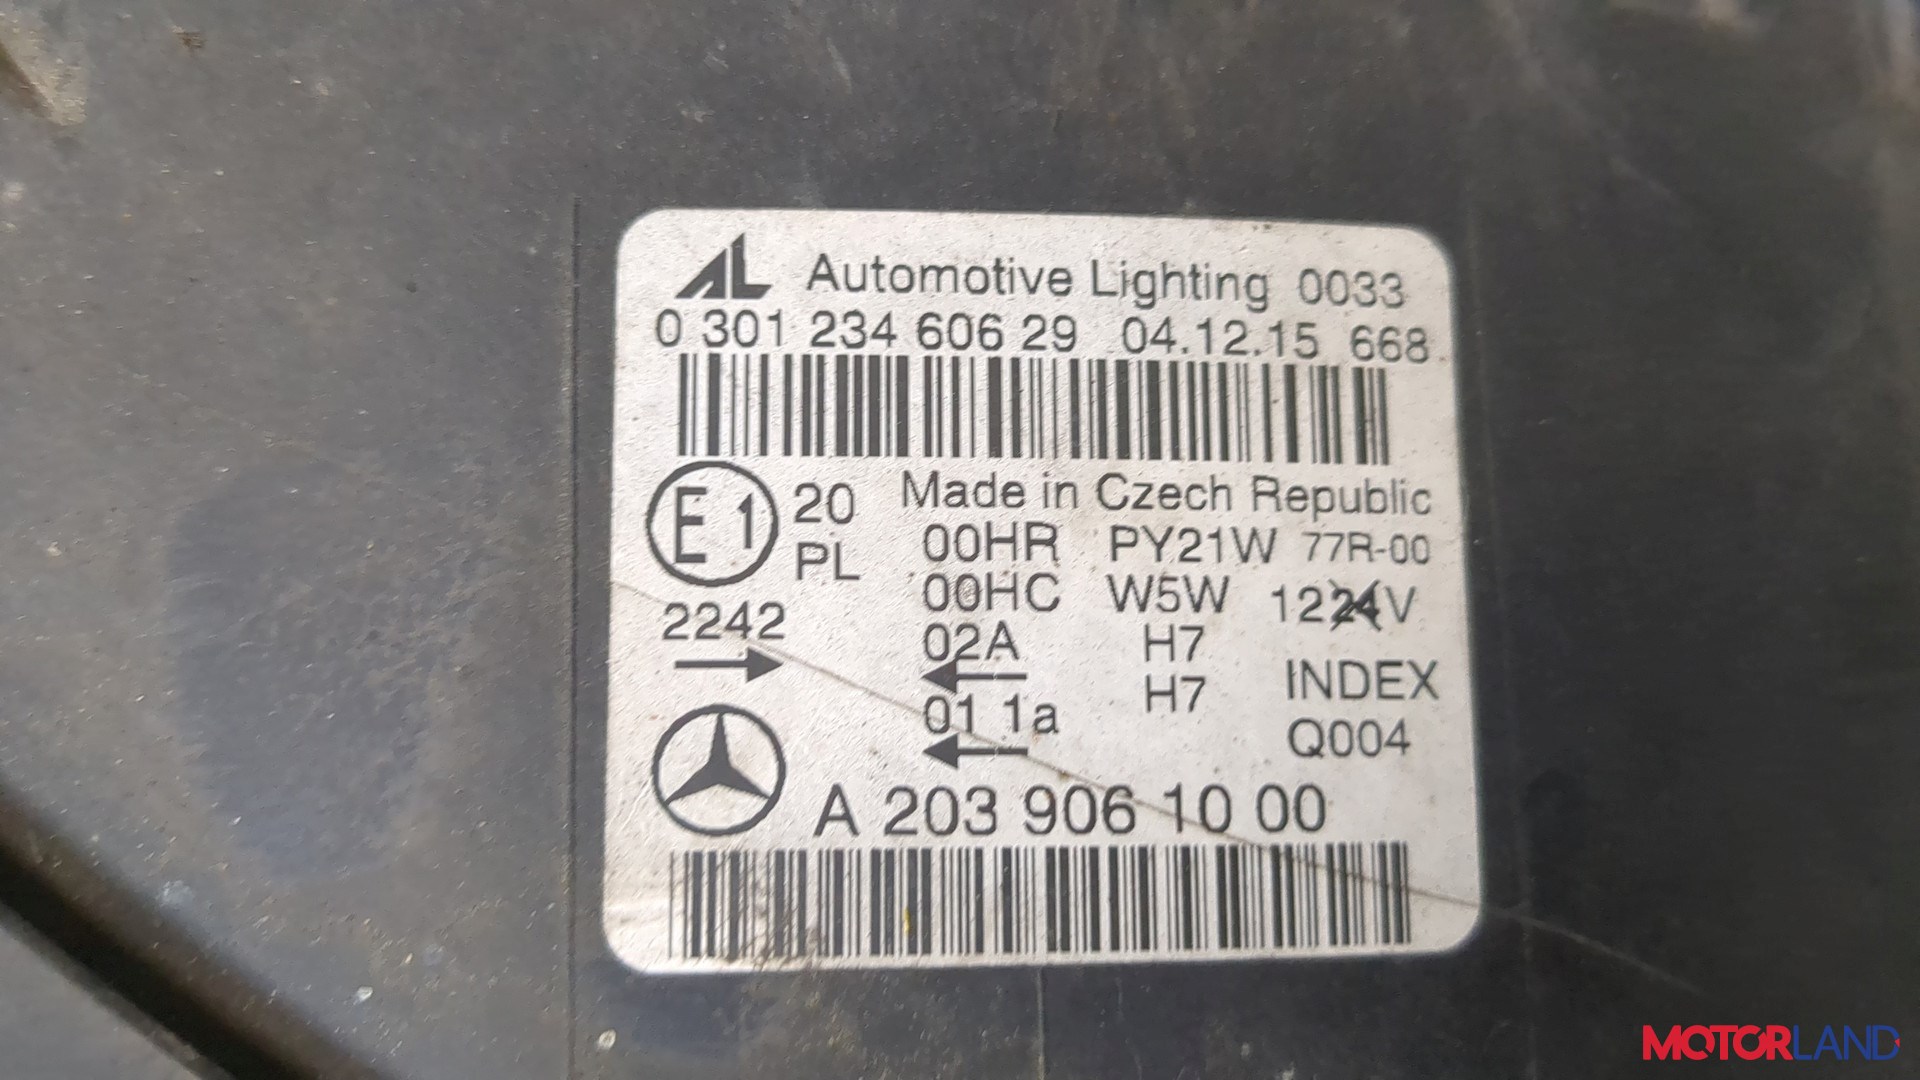 AL Automotive Lighting 0033
0 301 234 606 29 04.12.15 668
E1 20 Made in Czech Republic
PL 00HR PY21W 77R-00
00HC W5W 1224V
2242 02A H7
H7 INDEX
01 1a Q004
A 203 906 10 00
MOTORLAND